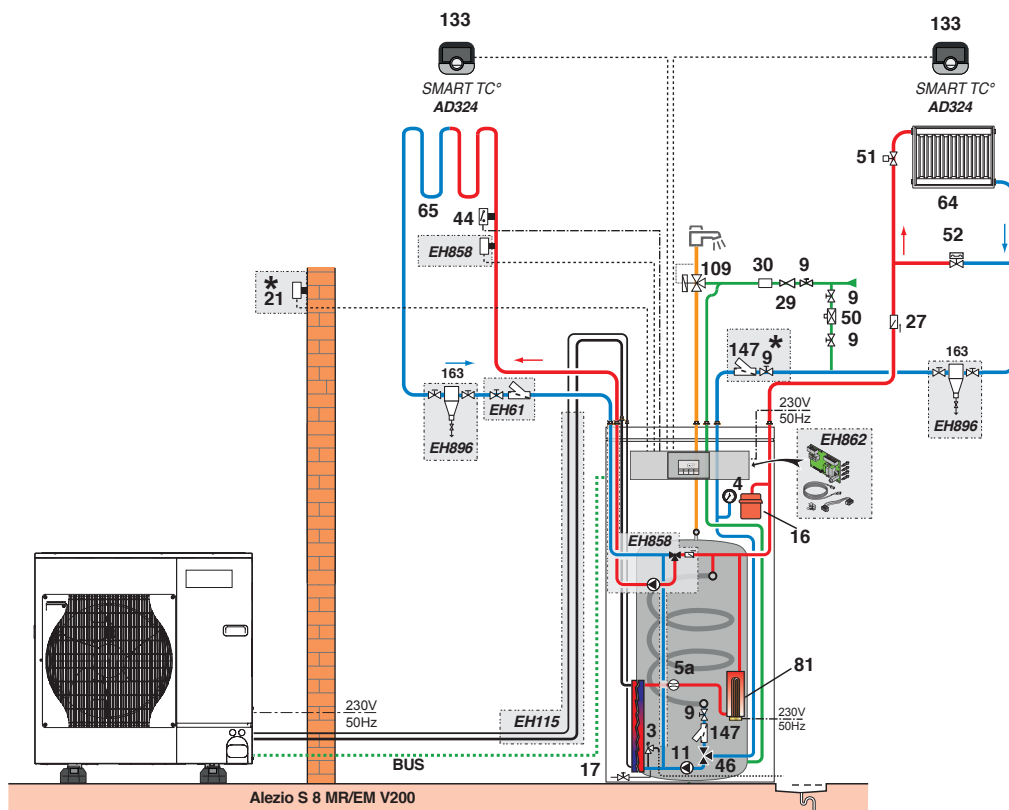 133
SMART TC°
AD324
133
SMART TC°
AD324
51
64
65
44
EH858
52
*
21
109
30
9
29
9
50
9
27
147
9
*
163
EH896
EH61
163
EH896
230V
50Hz
EH862
4
16
EH858
5a
81
9
147
3
11
46
230V
50Hz
230V
50Hz
EH115
BUS
17
Alezio S 8 MR/EM V200